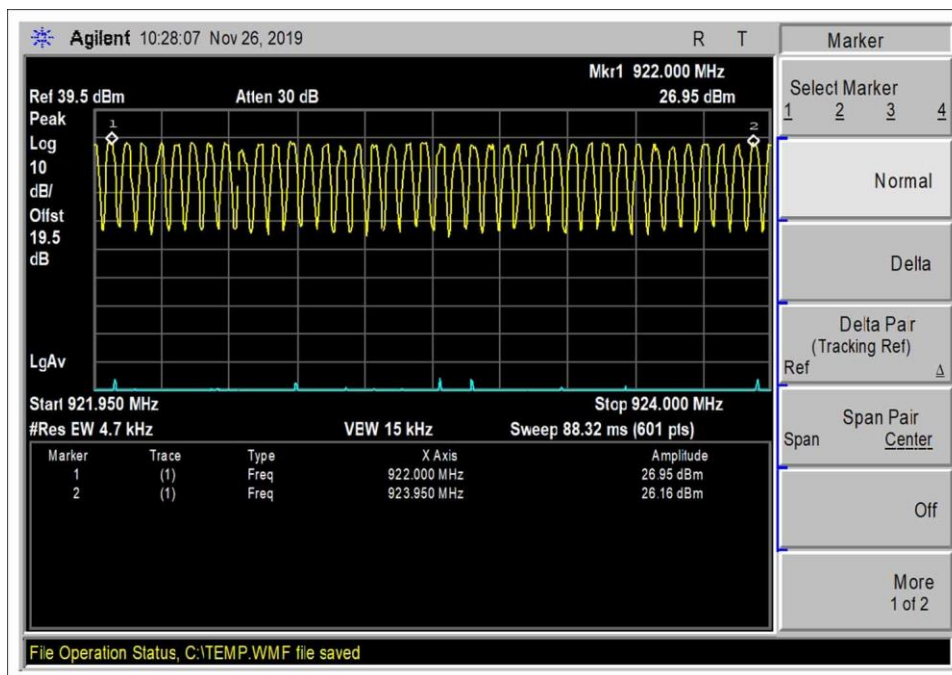 Agilent 10:28:07 Nov 26, 2019 R T
Mkr1 922.000 MHz
Ref 39.5 dBm Atten 30 dB 26.95 dBm
Peak
Log
10
dB/
Offst
19.5
dB
LgAv
1
2
Start 921.950 MHz Stop 924.000 MHz
#Res EW 4.7 kHz VEW 15 kHz Sweep 88.32 ms (601 pts)
Marker Trace Type X Axis Amplitude
1 (1) Freq 922.000 MHz 26.95 dBm
2 (1) Freq 923.950 MHz 26.16 dBm
File Operation Status, C:\TEMP.WMF file saved
Marker
Select Marker
1 2 3 4
Normal
Delta
Delta Pair
(Tracking Ref)
Ref Δ
Span Pair
Span Center
Off
More
1 of 2